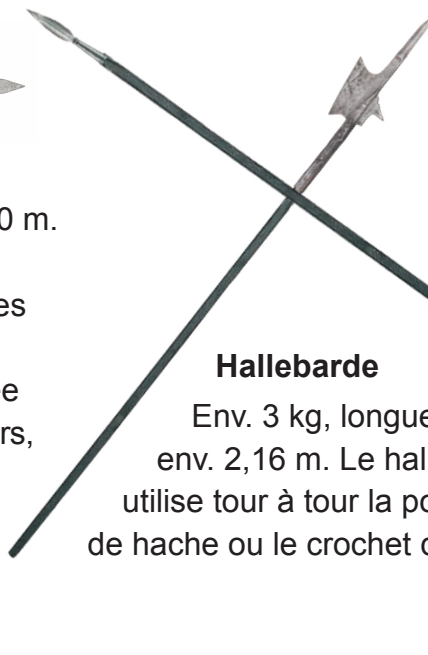 0 m.
es
e
rs,
Hallebarde
Env. 3 kg, longue
env. 2,16 m. Le hal
utilise tour à tour la po
de hache ou le crochet